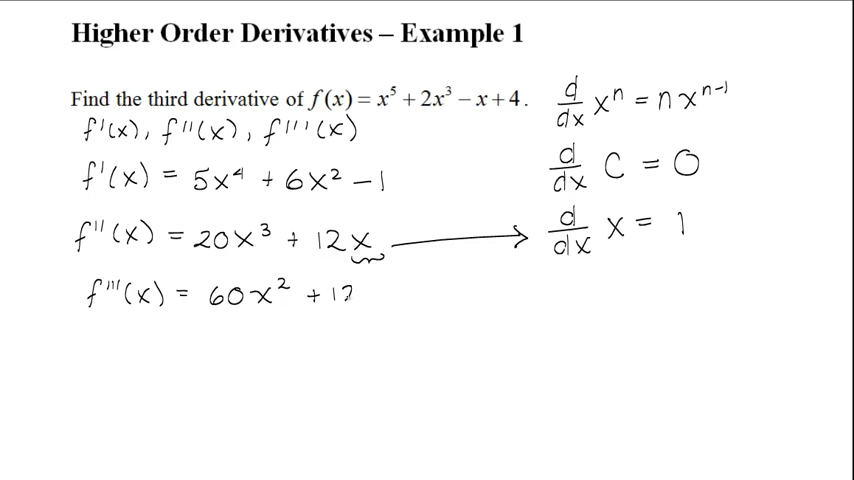 Higher Order Derivatives – Example 1
Find the third derivative of f(x) = x⁵ + 2x³ − x + 4.
f'(x), f''(x), f'''(x)
f'(x) = 5x⁴ + 6x² − 1
f''(x) = 20x³ + 12x
f'''(x) = 60x² + 12
d/dx xⁿ = nxⁿ⁻¹
d/dx C = 0
d/dx x = 1